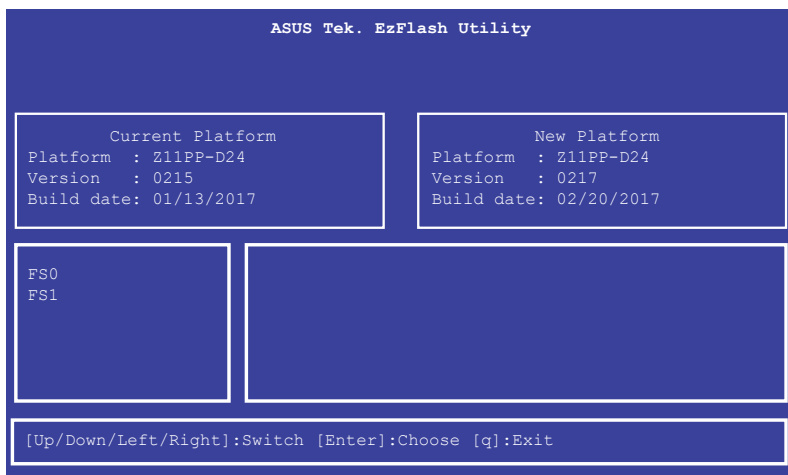 ASUS Tek. EzFlash Utility
Current Platform
Platform : Z11PP-D24
Version : 0215
Build date: 01/13/2017
New Platform
Platform : Z11PP-D24
Version : 0217
Build date: 02/20/2017
FS0
FS1
[Up/Down/Left/Right]:Switch [Enter]:Choose [q]:Exit